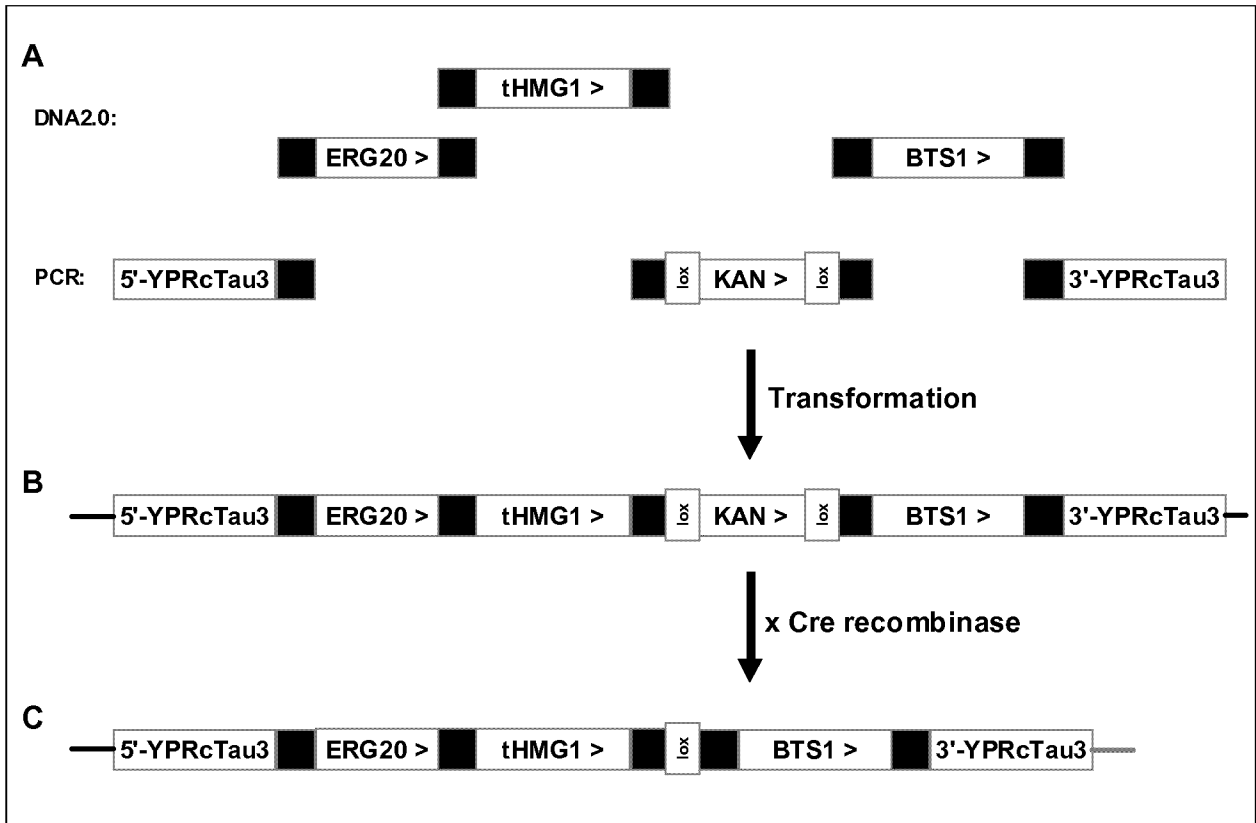 A
DNA2.0:
tHMG1 >
ERG20 >
BTS1 >
PCR:
5'-YPRcTau3
lox
KAN >
lox
3'-YPRcTau3
Transformation
B
5'-YPRcTau3
ERG20 >
tHMG1 >
lox
KAN >
lox
BTS1 >
3'-YPRcTau3
x Cre recombinase
C
5'-YPRcTau3
ERG20 >
tHMG1 >
lox
BTS1 >
3'-YPRcTau3